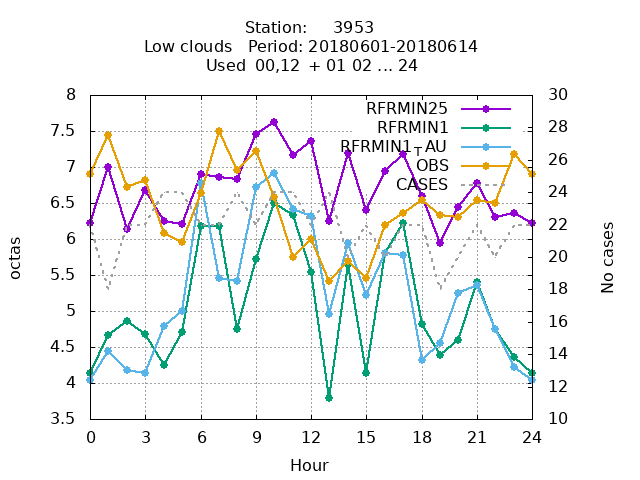 Station: 3953
Low clouds Period: 20180601-20180614
Used 00,12 + 01 02 ... 24
8
7.5
7
6.5
6
5.5
5
4.5
4
3.5
30
28
26
24
22
20
18
16
14
12
10
RFRMIN25
RFRMIN1
RFRMIN1_AU
OBS
CASES
octas
No cases
0 3 6 9 12 15 18 21 24
Hour